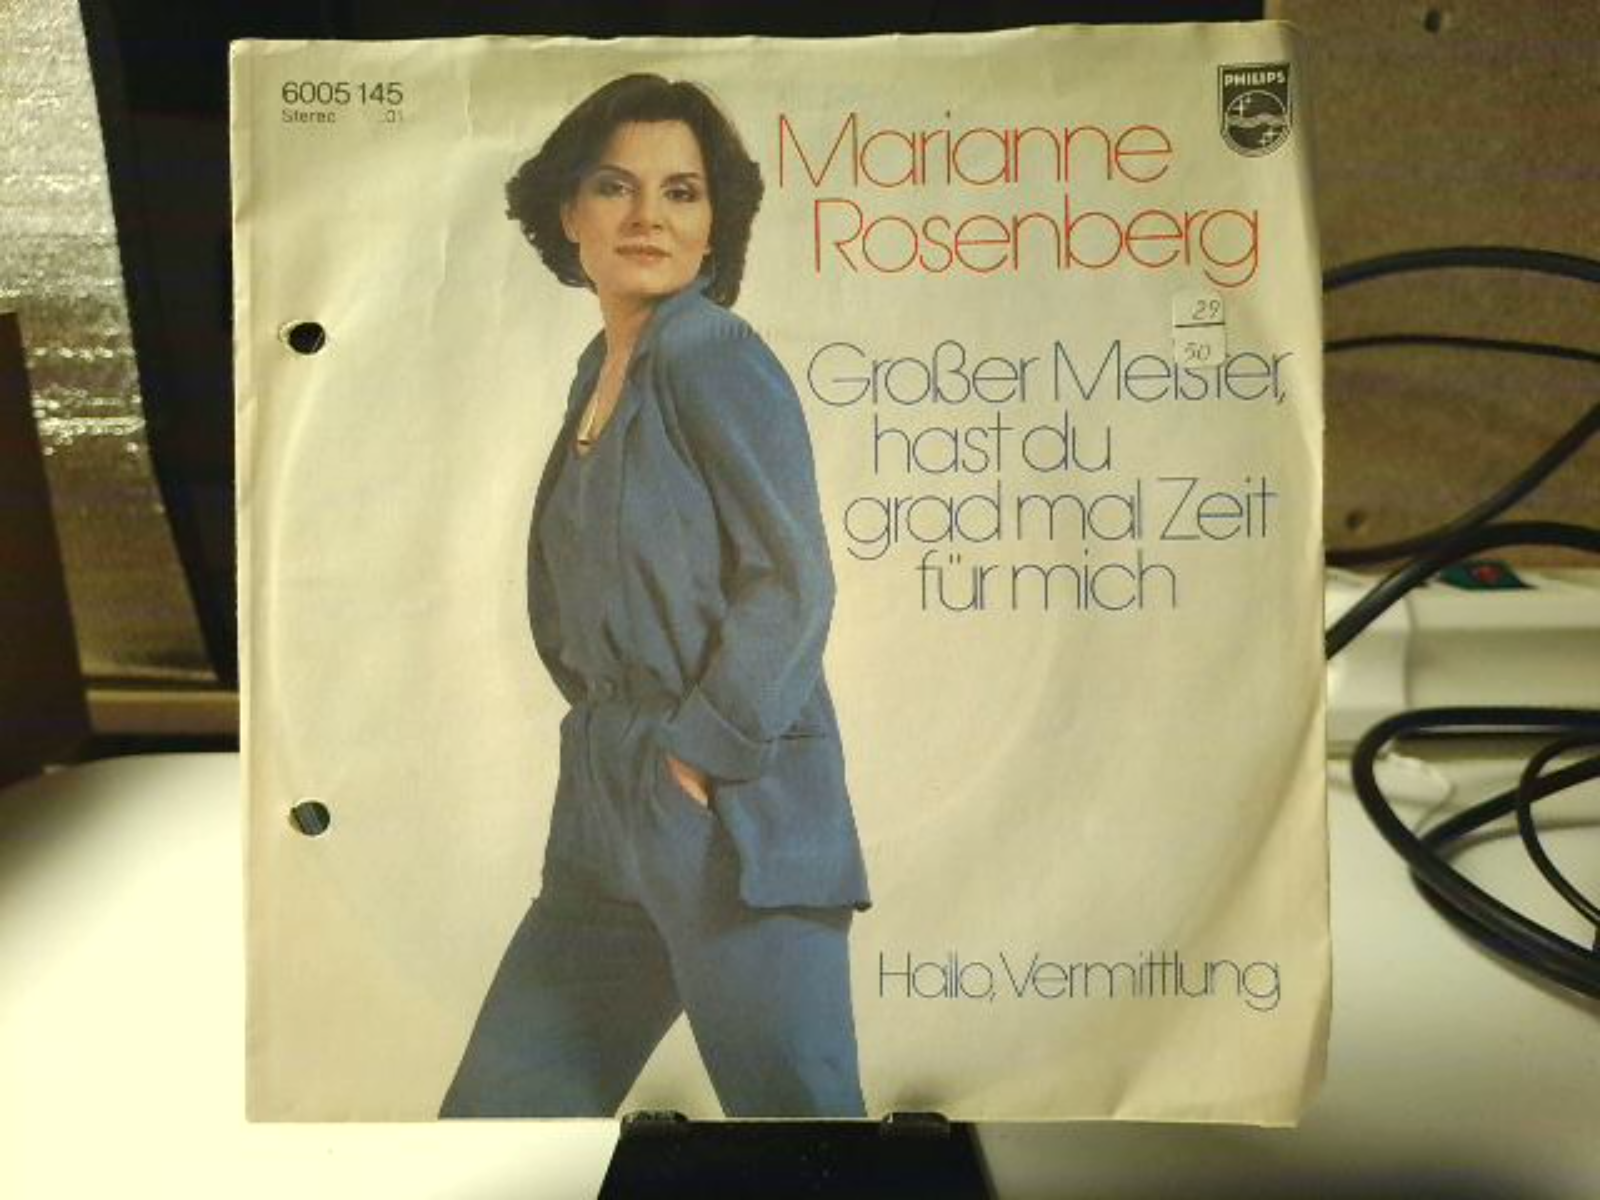 6005 145
Stereo
PHILIPS
Marianne
Rosenberg
29
50
Großer Meister,
hast du
grad mal Zeit
für mich
Hallo, Vermittlung